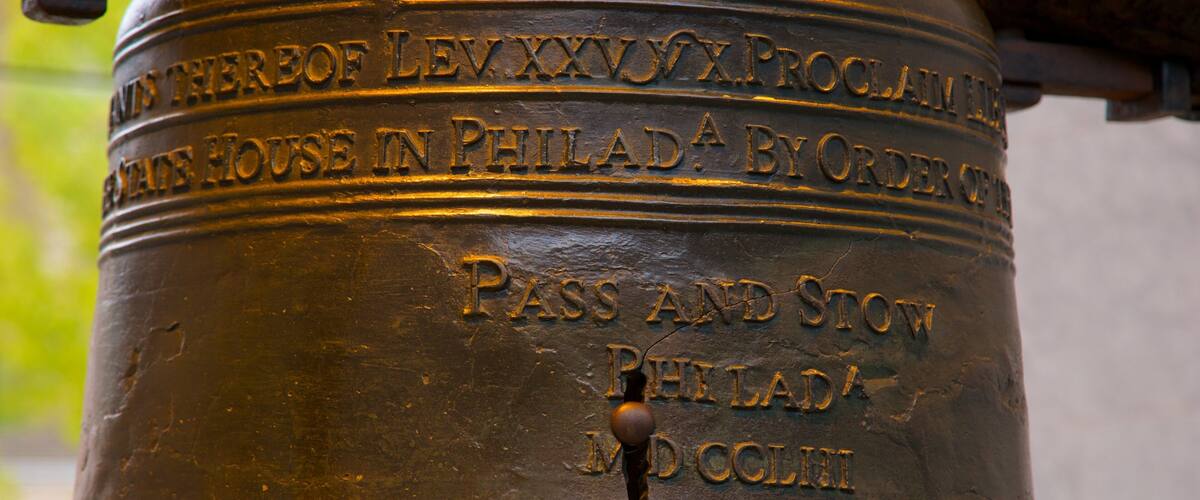 THEREOF LEV. XXV. V X. PROCLAIM
STATE HOUSE IN PHILADA. BY ORDER OF
PASS AND STOW
PHILADA
MDCCLIII